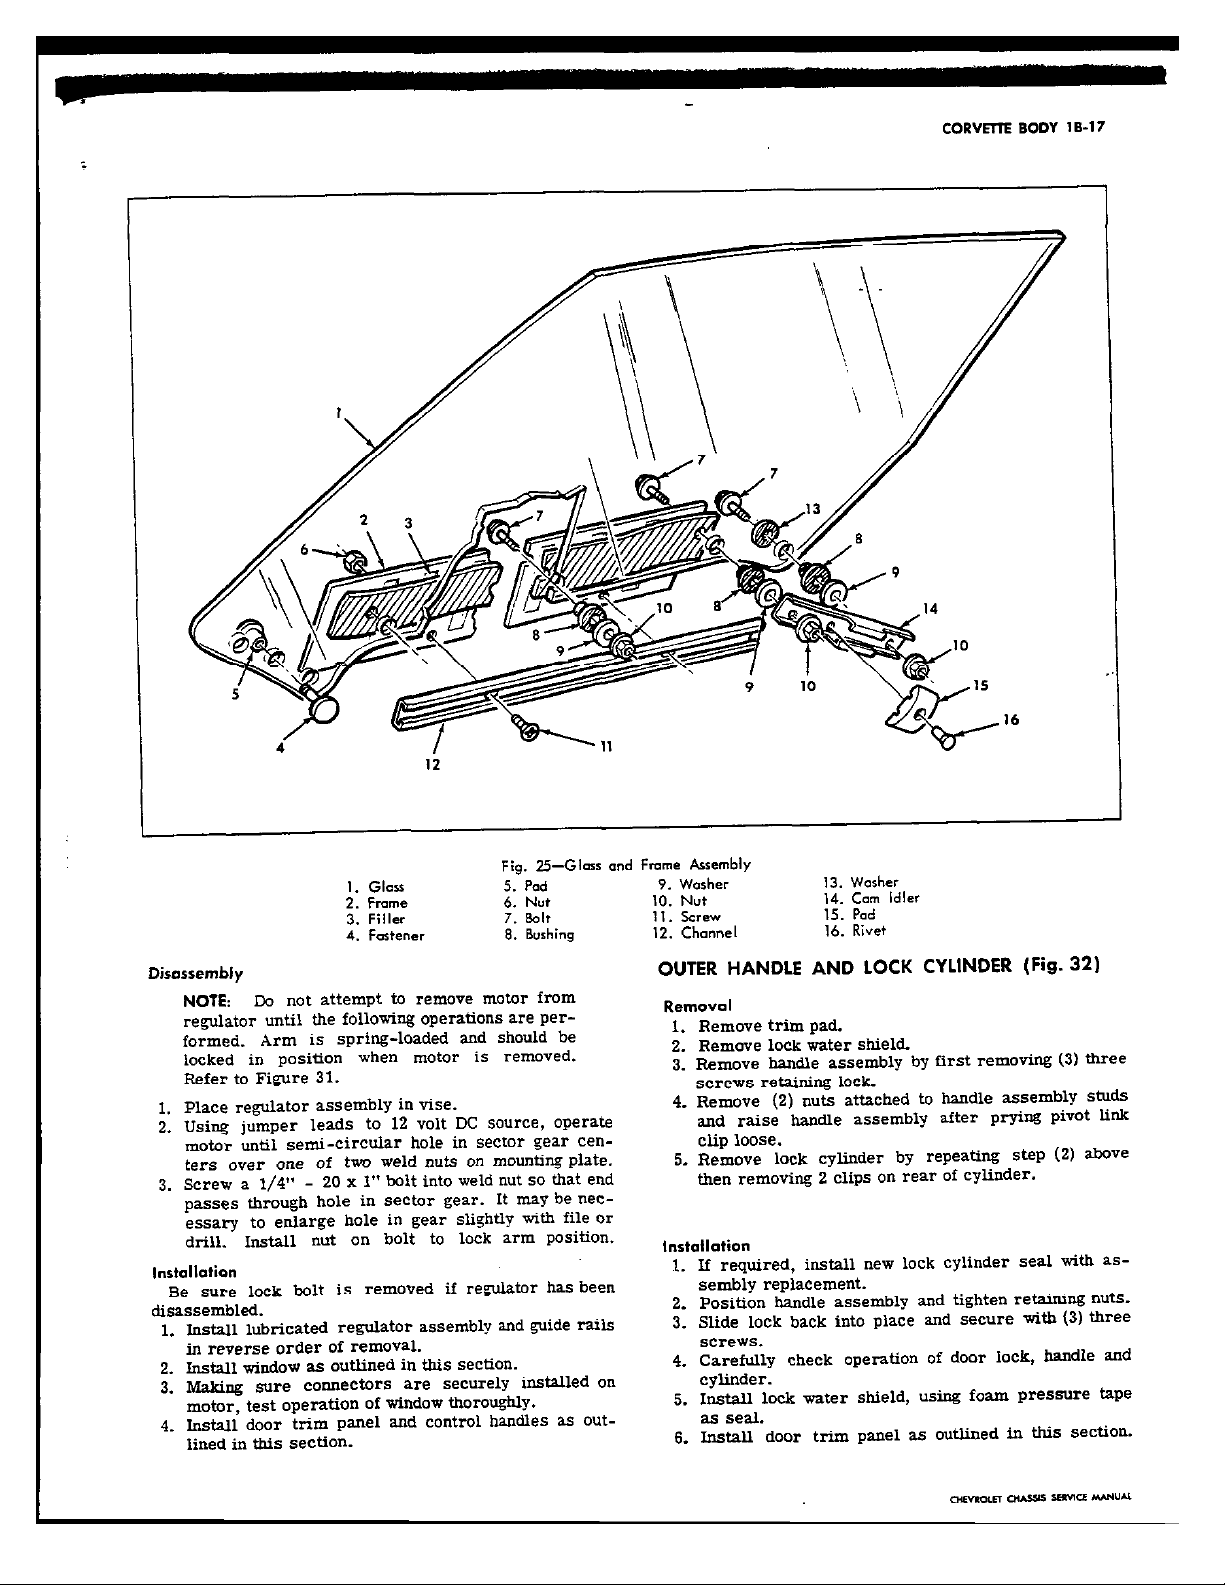 CORVETTE BODY 1B-17
1
7
7
2
3
7
13
6
8
9
8
10
14
8
9
10
5
9
10
15
16
4
11
12
Fig. 25—Glass and Frame Assembly
1. Glass
2. Frame
3. Filler
4. Fastener
5. Pad
6. Nut
7. Bolt
8. Bushing
9. Washer
10. Nut
11. Screw
12. Channel
13. Washer
14. Cam Idler
15. Pad
16. Rivet
Disassembly
NOTE: Do not attempt to remove motor from
regulator until the following operations are per-
formed. Arm is spring-loaded and should be
locked in position when motor is removed.
Refer to Figure 31.
1. Place regulator assembly in vise.
2. Using jumper leads to 12 volt DC source, operate
motor until semi-circular hole in sector gear cen-
ters over one of two weld nuts on mounting plate.
3. Screw a 1/4" - 20 x 1" bolt into weld nut so that end
passes through hole in sector gear. It may be nec-
essary to enlarge hole in gear slightly with file or
drill. Install nut on bolt to lock arm position.
Installation
Be sure lock bolt is removed if regulator has been
disassembled.
1. Install lubricated regulator assembly and guide rails
in reverse order of removal.
2. Install window as outlined in this section.
3. Making sure connectors are securely installed on
motor, test operation of window thoroughly.
4. Install door trim panel and control handles as out-
lined in this section.
OUTER HANDLE AND LOCK CYLINDER (Fig. 32)
Removal
1. Remove trim pad.
2. Remove lock water shield.
3. Remove handle assembly by first removing (3) three
screws retaining lock.
4. Remove (2) nuts attached to handle assembly studs
and raise handle assembly after prying pivot link
clip loose.
5. Remove lock cylinder by repeating step (2) above
then removing 2 clips on rear of cylinder.
Installation
1. If required, install new lock cylinder seal with as-
sembly replacement.
2. Position handle assembly and tighten retaining nuts.
3. Slide lock back into place and secure with (3) three
screws.
4. Carefully check operation of door lock, handle and
cylinder.
5. Install lock water shield, using foam pressure tape
as seal.
6. Install door trim panel as outlined in this section.
CHEVROLET CHASSIS SERVICE MANUAL